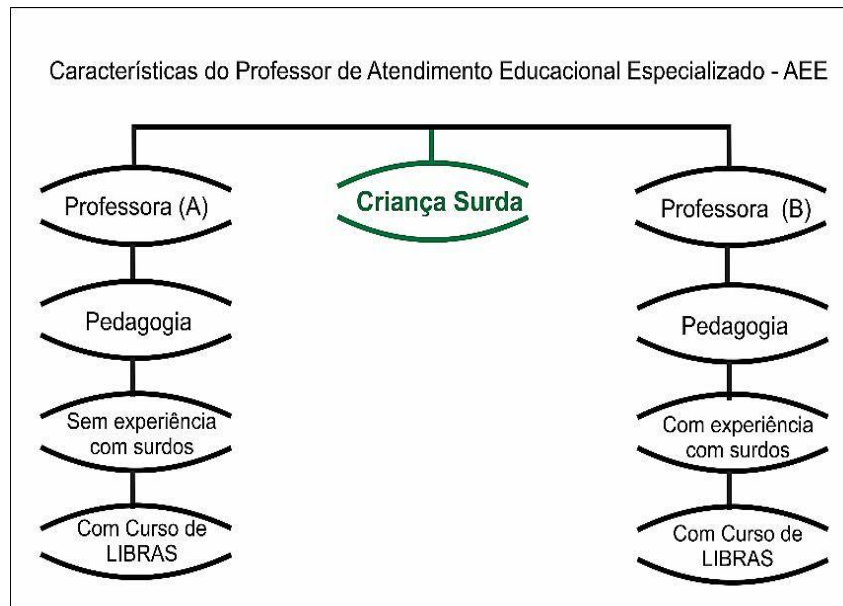 Características do Professor de Atendimento Educacional Especializado - AEE
Professora (A)
Criança Surda
Professora (B)
Pedagogia
Pedagogia
Sem experiência
com surdos
Com experiência
com surdos
Com Curso de
LIBRAS
Com Curso de
LIBRAS